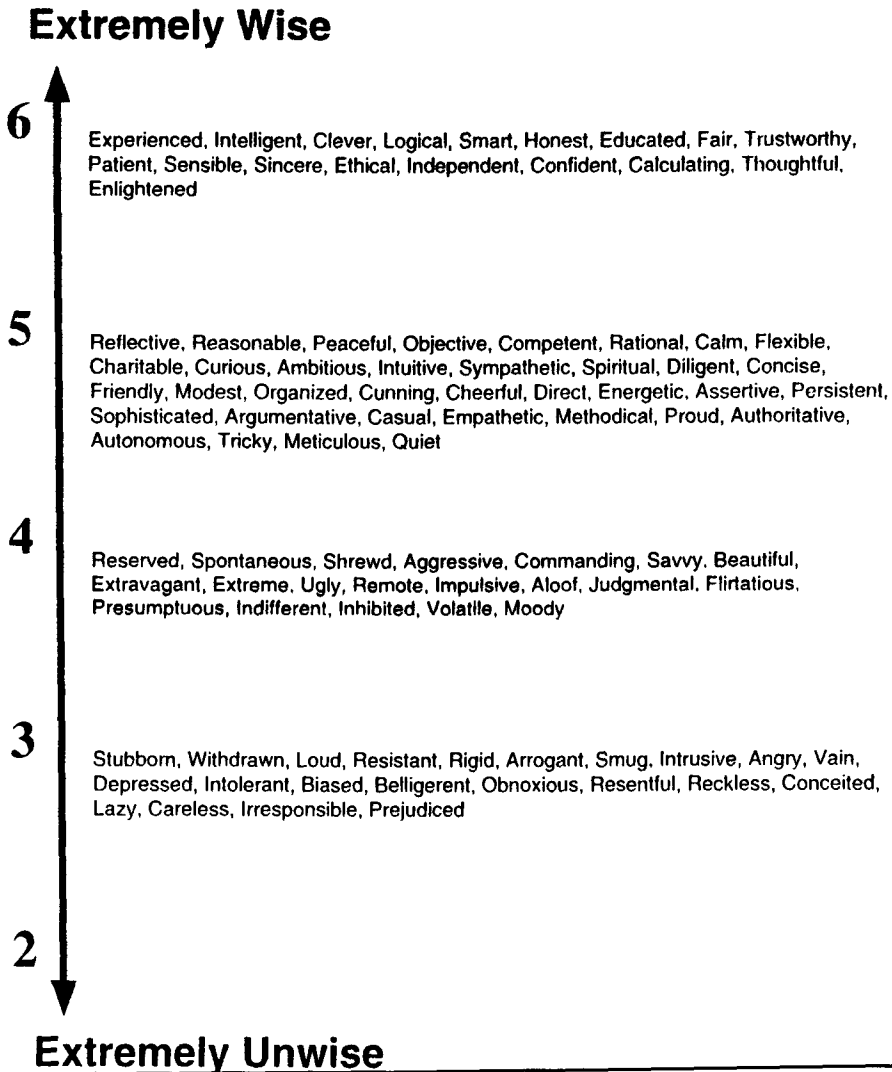 Extremely Wise
6
Experienced, Intelligent, Clever, Logical, Smart, Honest, Educated, Fair, Trustworthy,
Patient, Sensible, Sincere, Ethical, Independent, Confident, Calculating, Thoughtful,
Enlightened
5
Reflective, Reasonable, Peaceful, Objective, Competent, Rational, Calm, Flexible,
Charitable, Curious, Ambitious, Intuitive, Sympathetic, Spiritual, Diligent, Concise,
Friendly, Modest, Organized, Cunning, Cheerful, Direct, Energetic, Assertive, Persistent,
Sophisticated, Argumentative, Casual, Empathetic, Methodical, Proud, Authoritative,
Autonomous, Tricky, Meticulous, Quiet
4
Reserved, Spontaneous, Shrewd, Aggressive, Commanding, Savvy, Beautiful,
Extravagant, Extreme, Ugly, Remote, Impulsive, Aloof, Judgmental, Flirtatious,
Presumptuous, Indifferent, Inhibited, Volatile, Moody
3
Stubborn, Withdrawn, Loud, Resistant, Rigid, Arrogant, Smug, Intrusive, Angry, Vain,
Depressed, Intolerant, Biased, Belligerent, Obnoxious, Resentful, Reckless, Conceited,
Lazy, Careless, Irresponsible, Prejudiced
2
Extremely Unwise